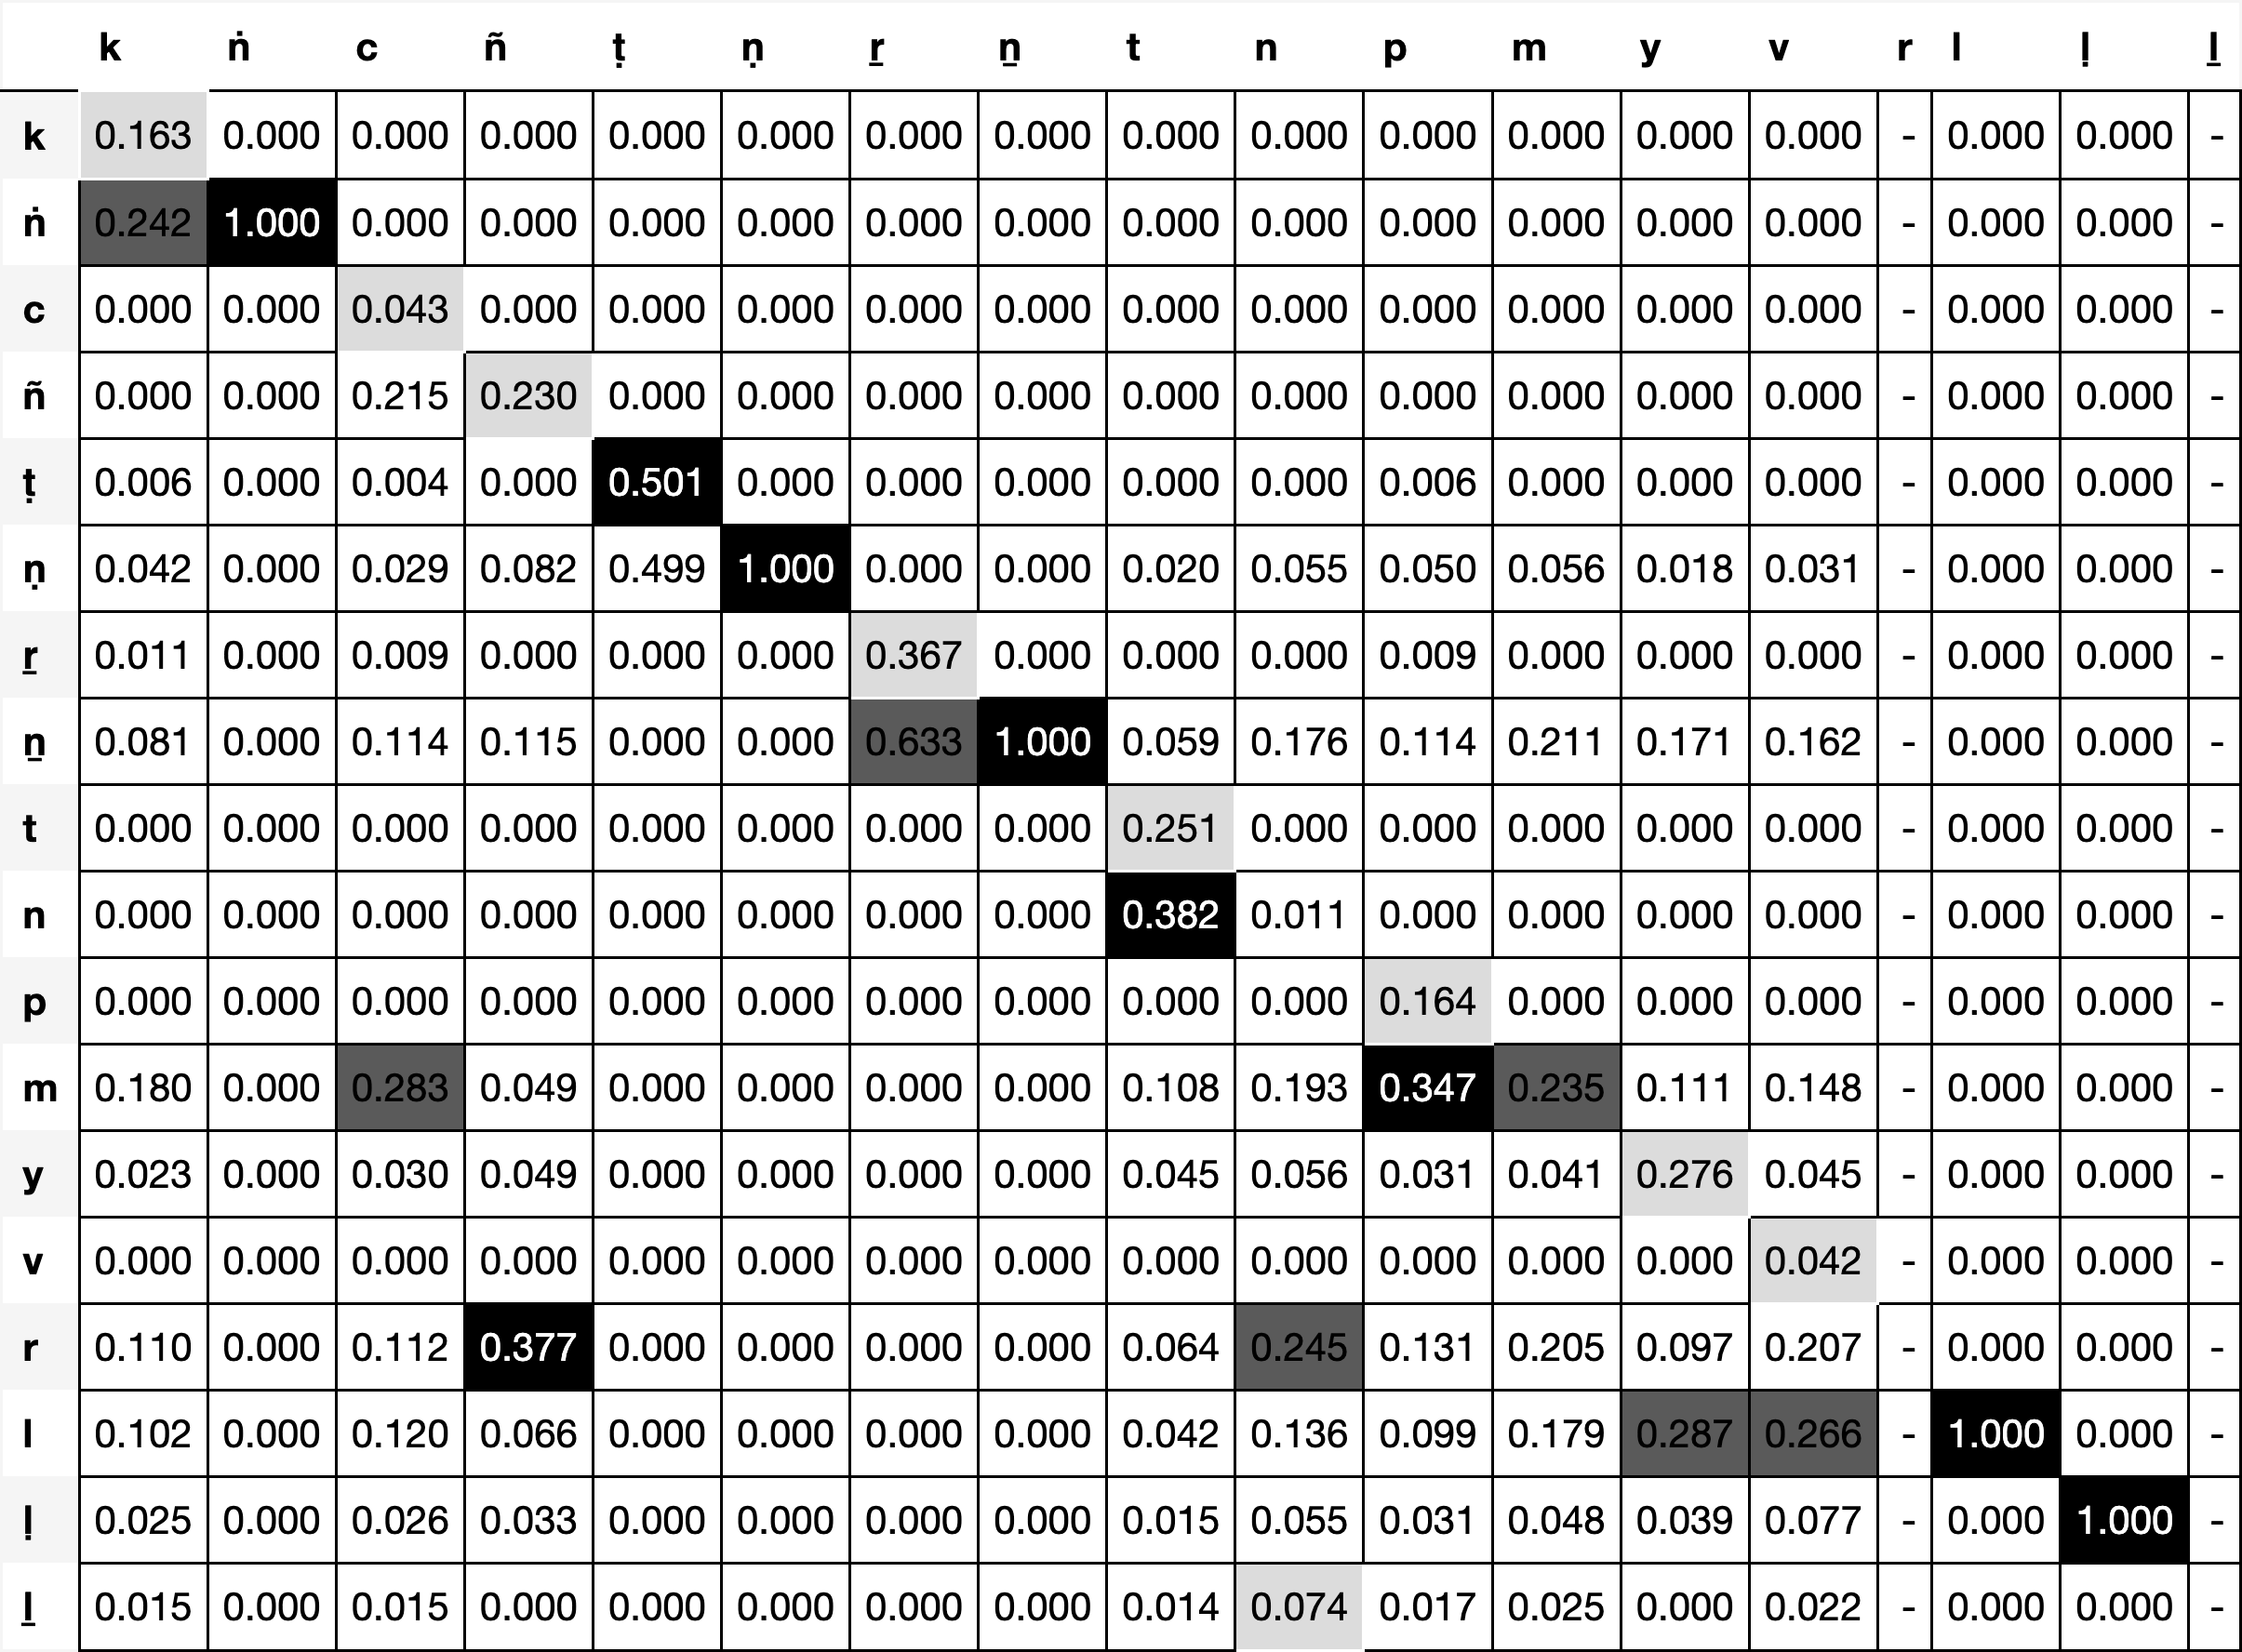 k ṅ c ñ ṭ ṇ ṟ ṉ t n p m y v r l ḷ ḻ
k 0.163 0.000 0.000 0.000 0.000 0.000 0.000 0.000 0.000 0.000 0.000 0.000 0.000 0.000 - 0.000 0.000 -
ṅ 0.242 1.000 0.000 0.000 0.000 0.000 0.000 0.000 0.000 0.000 0.000 0.000 0.000 0.000 - 0.000 0.000 -
c 0.000 0.000 0.043 0.000 0.000 0.000 0.000 0.000 0.000 0.000 0.000 0.000 0.000 0.000 - 0.000 0.000 -
ñ 0.000 0.000 0.215 0.230 0.000 0.000 0.000 0.000 0.000 0.000 0.000 0.000 0.000 0.000 - 0.000 0.000 -
ṭ 0.006 0.000 0.004 0.000 0.501 0.000 0.000 0.000 0.000 0.000 0.006 0.000 0.000 0.000 - 0.000 0.000 -
ṇ 0.042 0.000 0.029 0.082 0.499 1.000 0.000 0.000 0.020 0.055 0.050 0.056 0.018 0.031 - 0.000 0.000 -
ṟ 0.011 0.000 0.009 0.000 0.000 0.000 0.367 0.000 0.000 0.000 0.009 0.000 0.000 0.000 - 0.000 0.000 -
ṉ 0.081 0.000 0.114 0.115 0.000 0.000 0.633 1.000 0.059 0.176 0.114 0.211 0.171 0.162 - 0.000 0.000 -
t 0.000 0.000 0.000 0.000 0.000 0.000 0.000 0.000 0.251 0.000 0.000 0.000 0.000 0.000 - 0.000 0.000 -
n 0.000 0.000 0.000 0.000 0.000 0.000 0.000 0.000 0.382 0.011 0.000 0.000 0.000 0.000 - 0.000 0.000 -
p 0.000 0.000 0.000 0.000 0.000 0.000 0.000 0.000 0.000 0.000 0.164 0.000 0.000 0.000 - 0.000 0.000 -
m 0.180 0.000 0.283 0.049 0.000 0.000 0.000 0.000 0.108 0.193 0.347 0.235 0.111 0.148 - 0.000 0.000 -
y 0.023 0.000 0.030 0.049 0.000 0.000 0.000 0.000 0.045 0.056 0.031 0.041 0.276 0.045 - 0.000 0.000 -
v 0.000 0.000 0.000 0.000 0.000 0.000 0.000 0.000 0.000 0.000 0.000 0.000 0.000 0.042 - 0.000 0.000 -
r 0.110 0.000 0.112 0.377 0.000 0.000 0.000 0.000 0.064 0.245 0.131 0.205 0.097 0.207 - 0.000 0.000 -
l 0.102 0.000 0.120 0.066 0.000 0.000 0.000 0.000 0.042 0.136 0.099 0.179 0.287 0.266 - 1.000 0.000 -
ḷ 0.025 0.000 0.026 0.033 0.000 0.000 0.000 0.000 0.015 0.055 0.031 0.048 0.039 0.077 - 0.000 1.000 -
ḻ 0.015 0.000 0.015 0.000 0.000 0.000 0.000 0.000 0.014 0.074 0.017 0.025 0.000 0.022 - 0.000 0.000 -